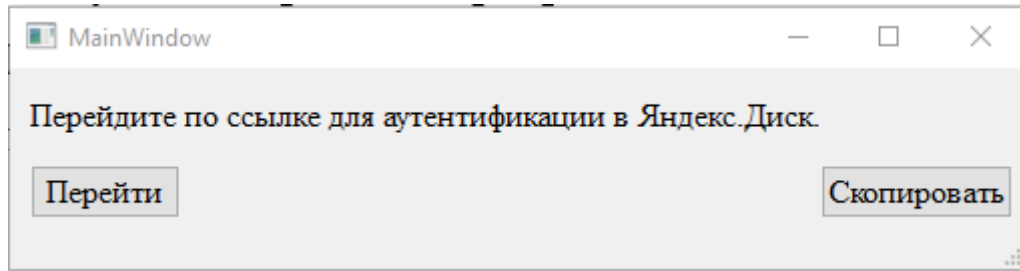 MainWindow
Перейдите по ссылке для аутентификации в Яндекс.Диск.
Перейти Скопировать